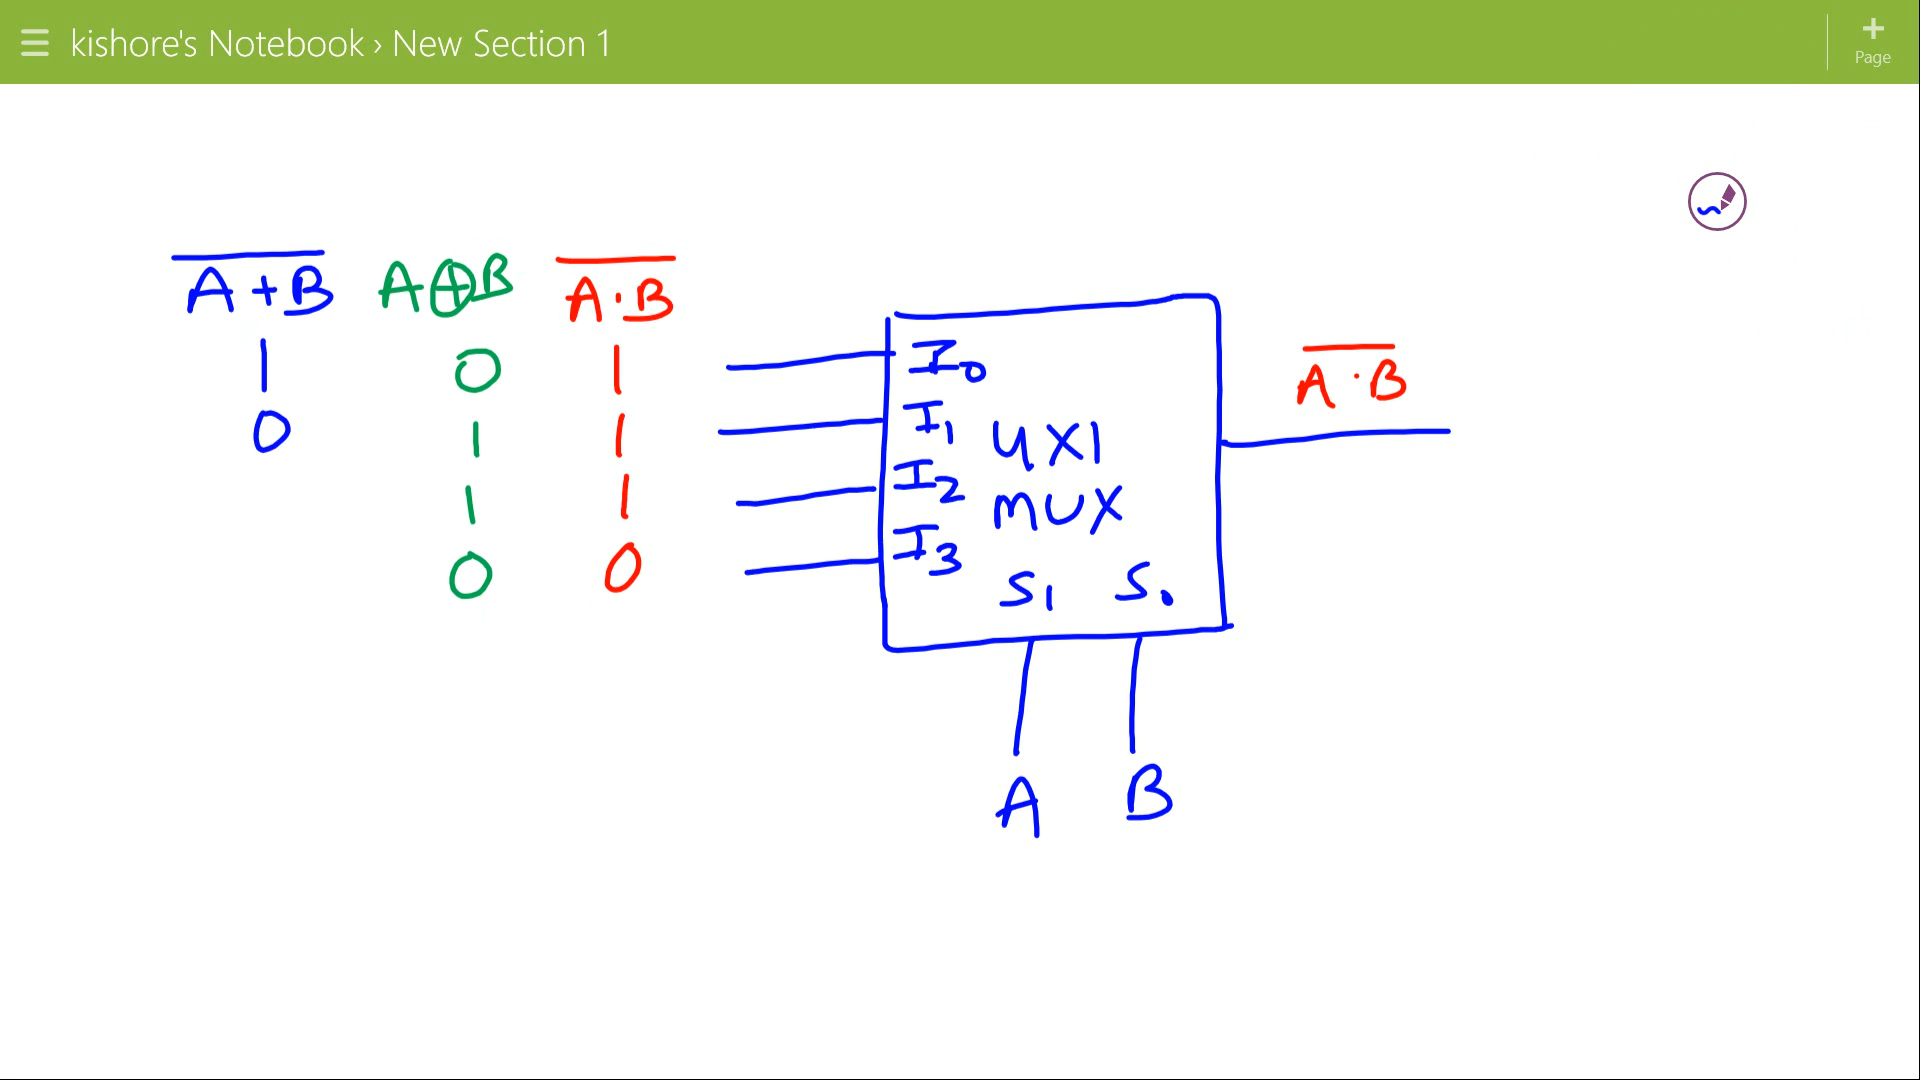 kishore's Notebook › New Section 1
Page
A̅ ̅+̅ ̅B̅ A⊕B A̅ ̅·̅ ̅B̅
1 0 1 I₀
0 1 1 I₁
1 1 I₂
0 0 I₃
4X1
MUX
S₁ S₀
A̅ ̅·̅ ̅B̅
A B